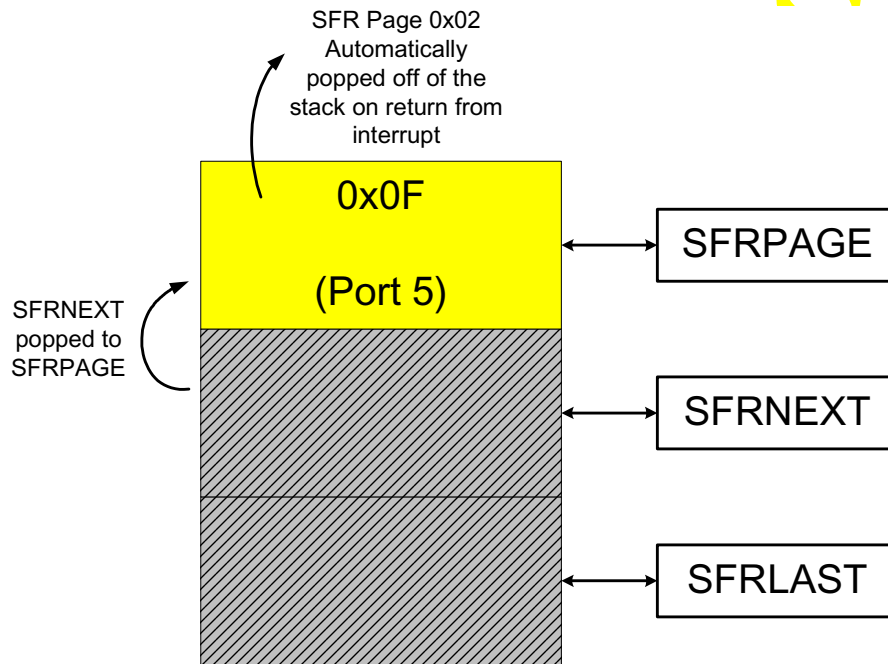 SFR Page 0x02
Automatically
popped off of the
stack on return from
interrupt
0x0F
(Port 5)
SFRPAGE
SFRNEXT
popped to
SFRPAGE
SFRNEXT
SFRLAST